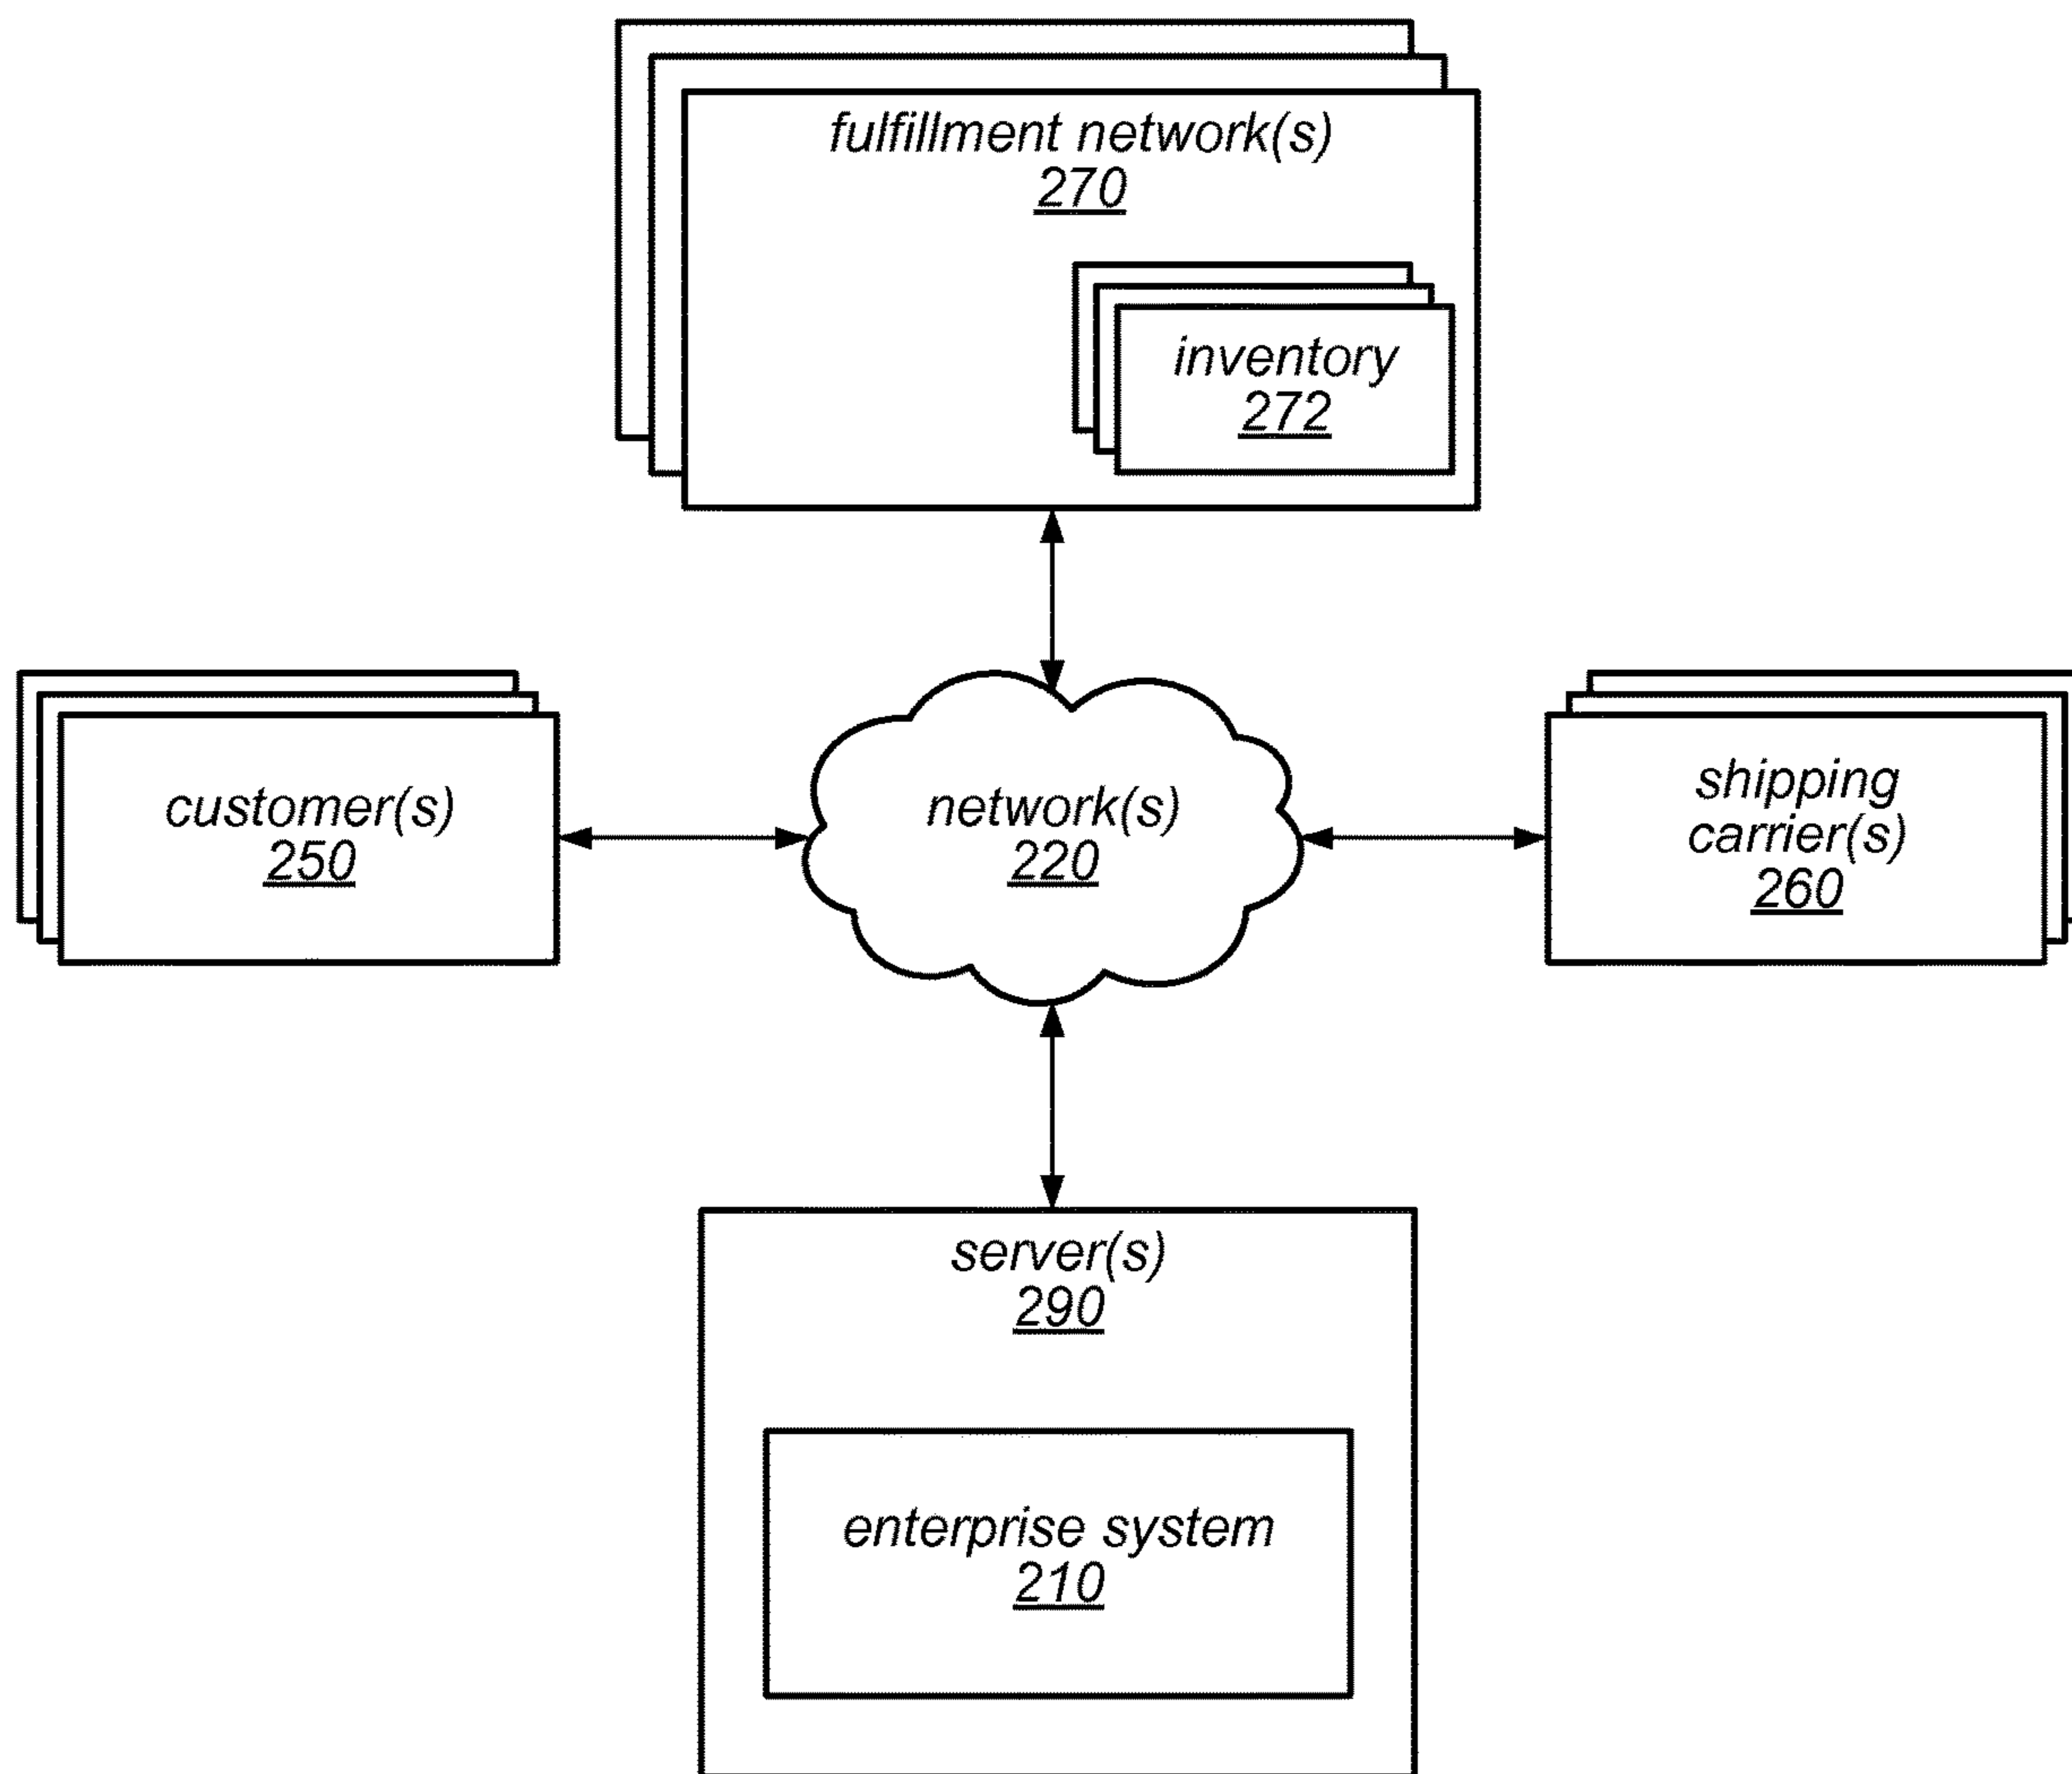 fulfillment network(s)
270
inventory
272
customer(s)
250
network(s)
220
shipping
carrier(s)
260
server(s)
290
enterprise system
210